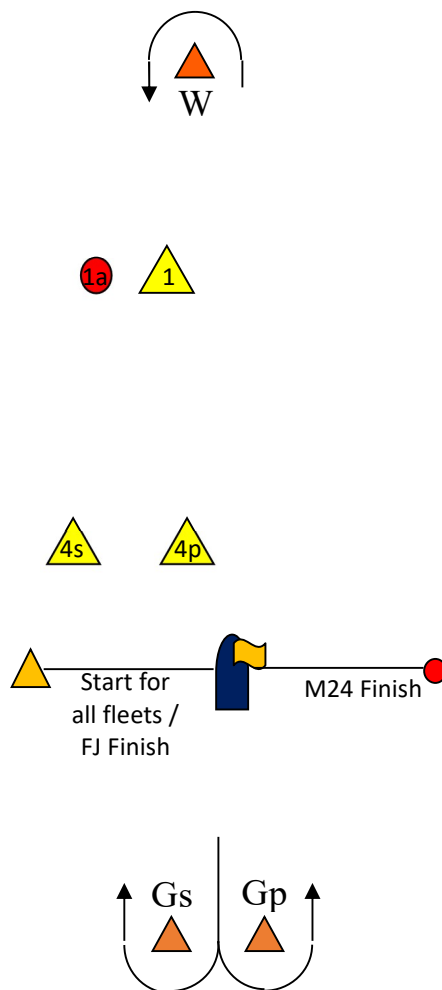 W
1a
1
4s
4p
Start for
all fleets /
FJ Finish
M24 Finish
Gs
Gp